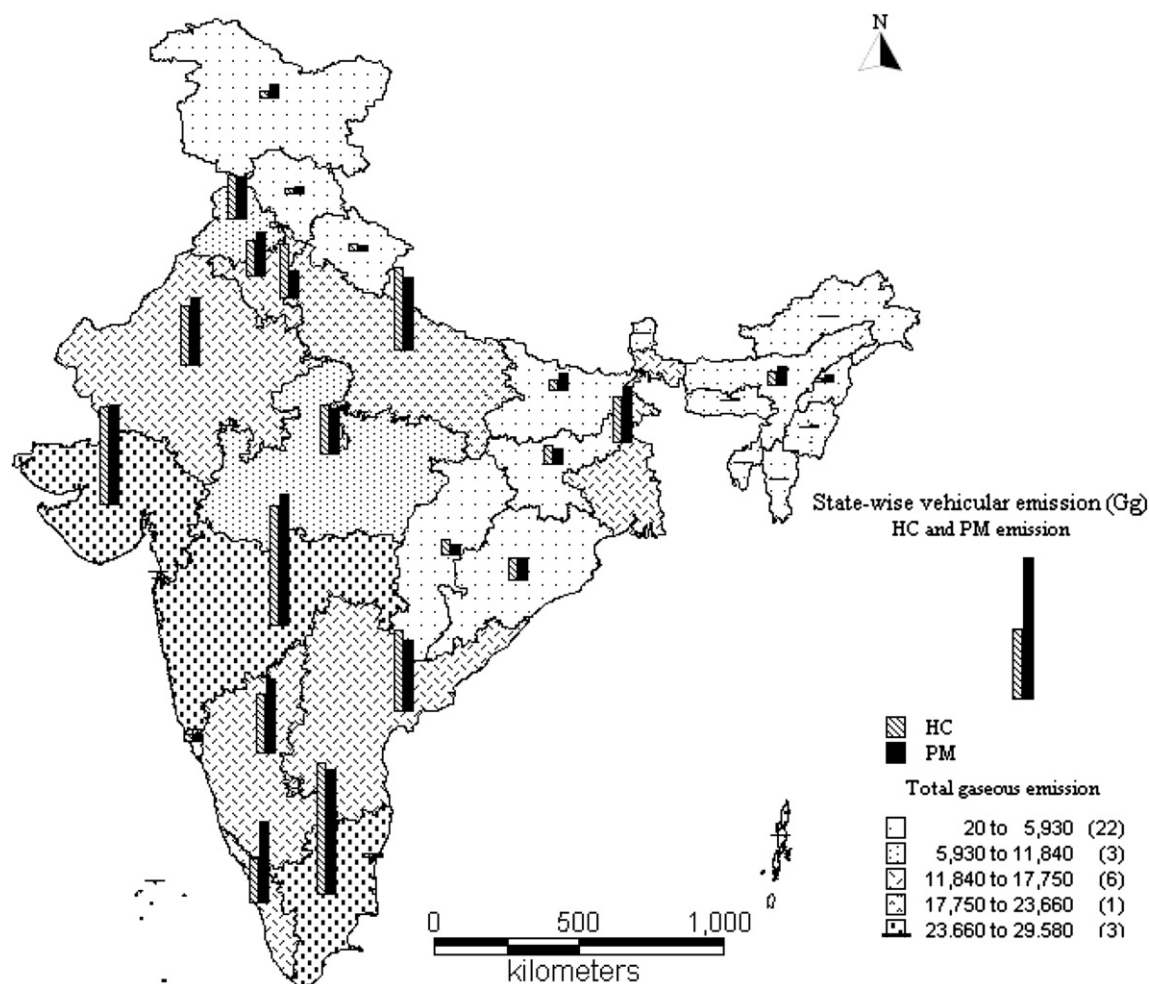 N
State-wise vehicular emission (Gg)
HC and PM emission
HC
PM
Total gaseous emission
20 to 5,930 (22)
5,930 to 11,840 (3)
11,840 to 17,750 (6)
17,750 to 23,660 (1)
23.660 to 29.580 (3)
0 500 1,000
kilometers